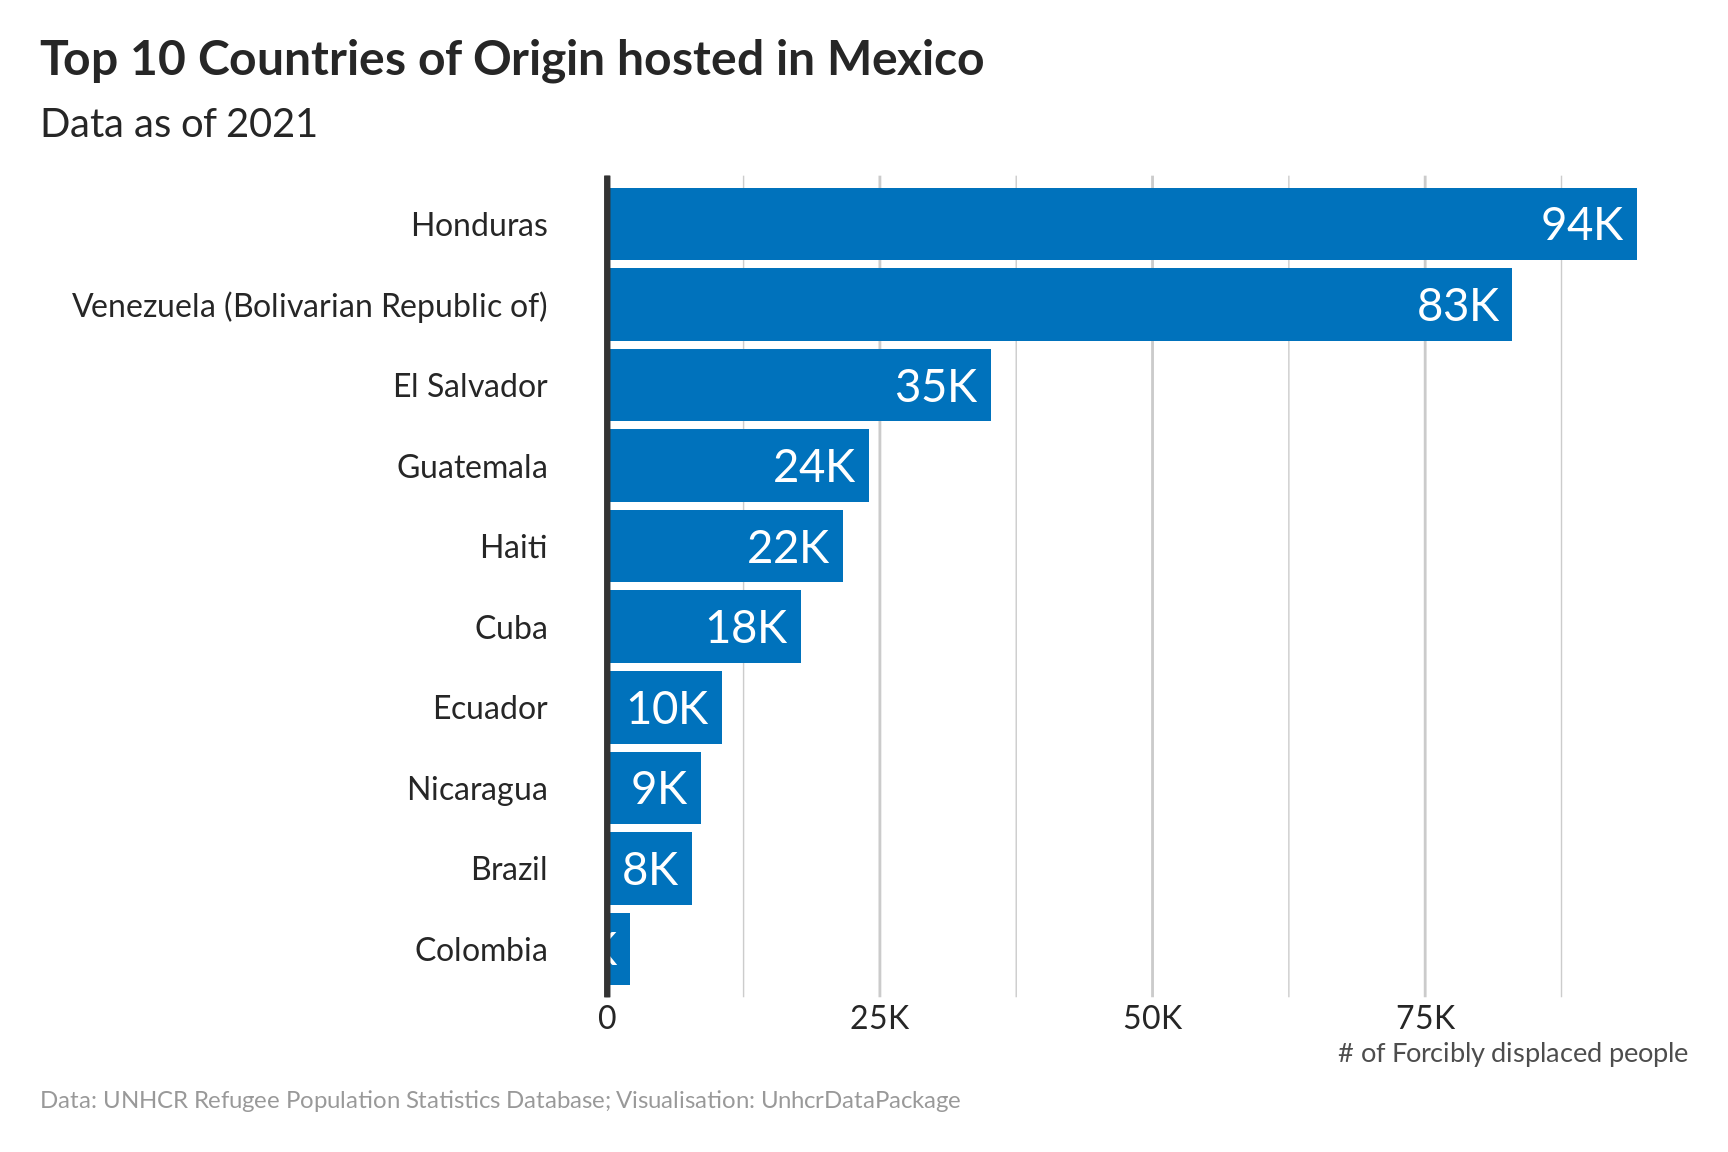 Top 10 Countries of Origin hosted in Mexico
Data as of 2021
Honduras 94K
Venezuela (Bolivarian Republic of) 83K
El Salvador 35K
Guatemala 24K
Haiti 22K
Cuba 18K
Ecuador 10K
Nicaragua 9K
Brazil 8K
Colombia
0 25K 50K 75K
# of Forcibly displaced people
Data: UNHCR Refugee Population Statistics Database; Visualisation: UnhcrDataPackage